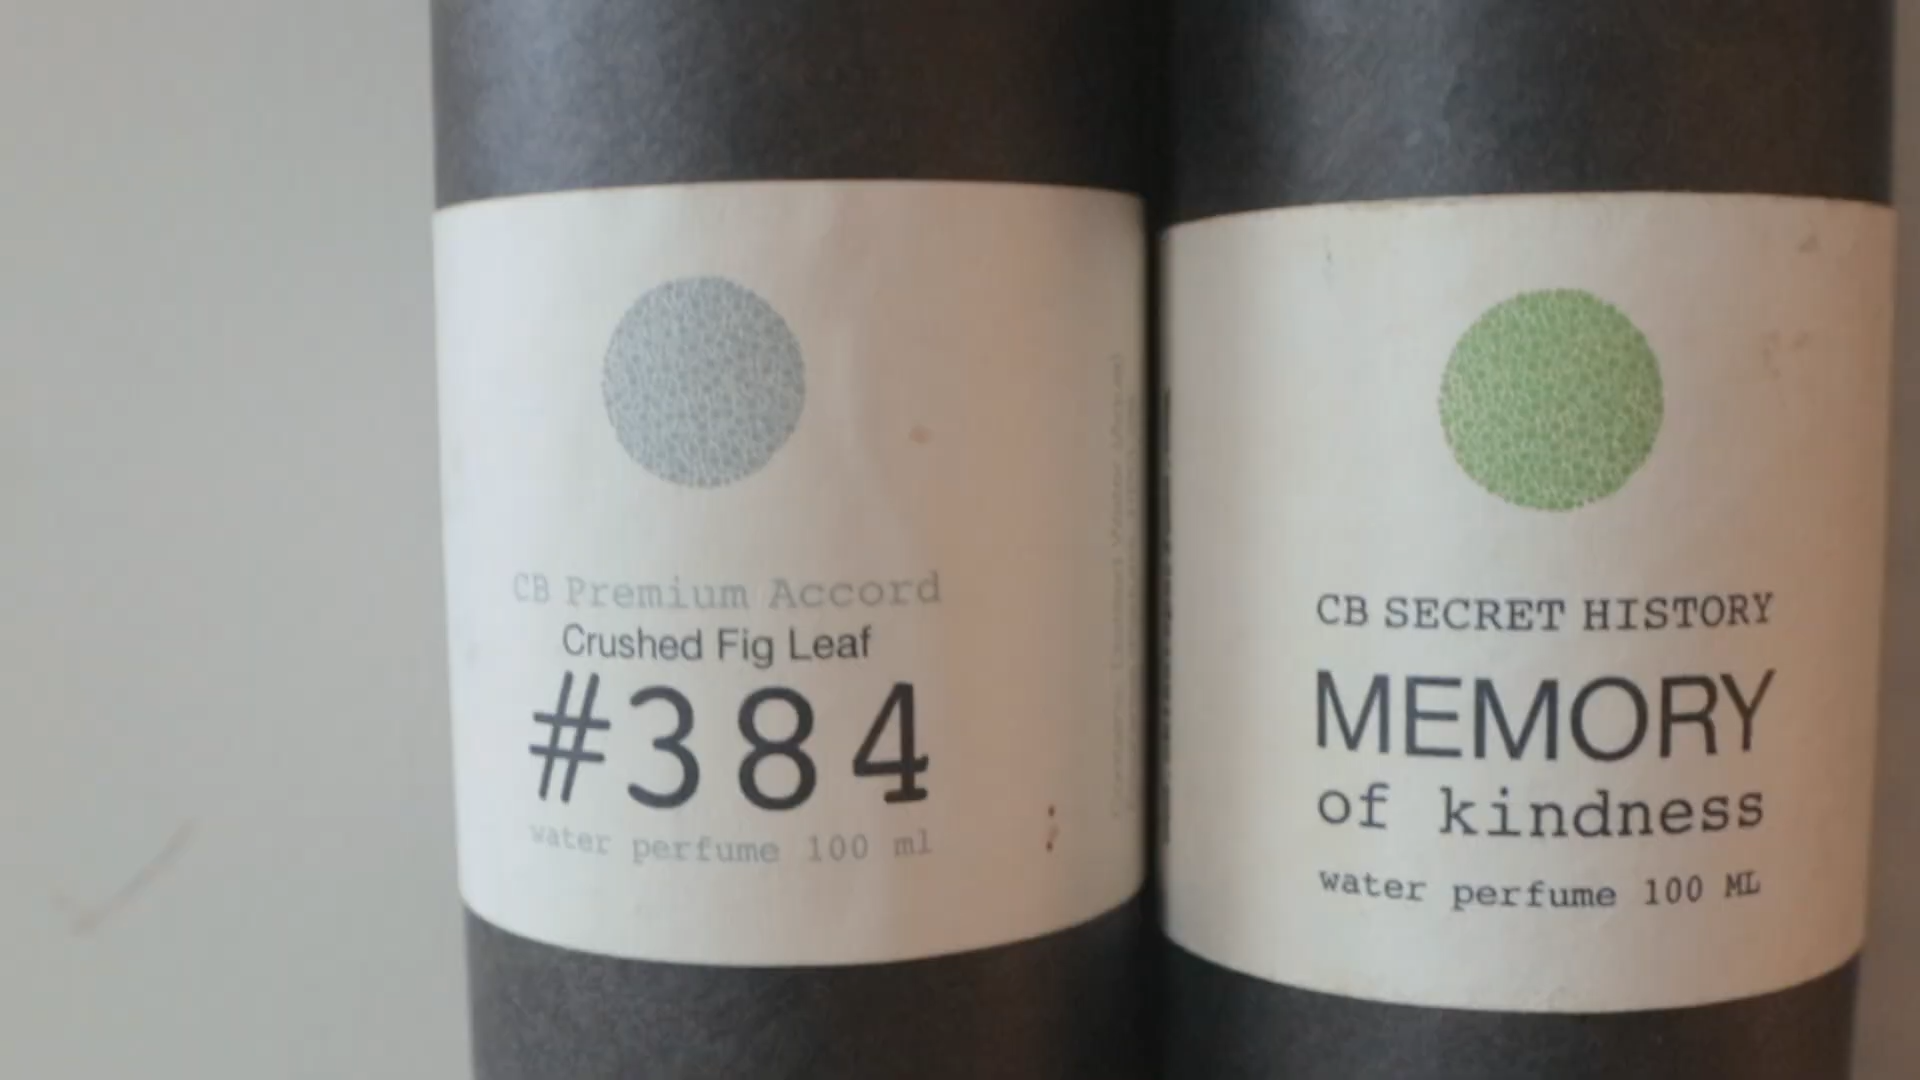 CB Premium Accord
Crushed Fig Leaf
#384
water perfume 100 ml
CB SECRET HISTORY
MEMORY
of kindness
water perfume 100 ML